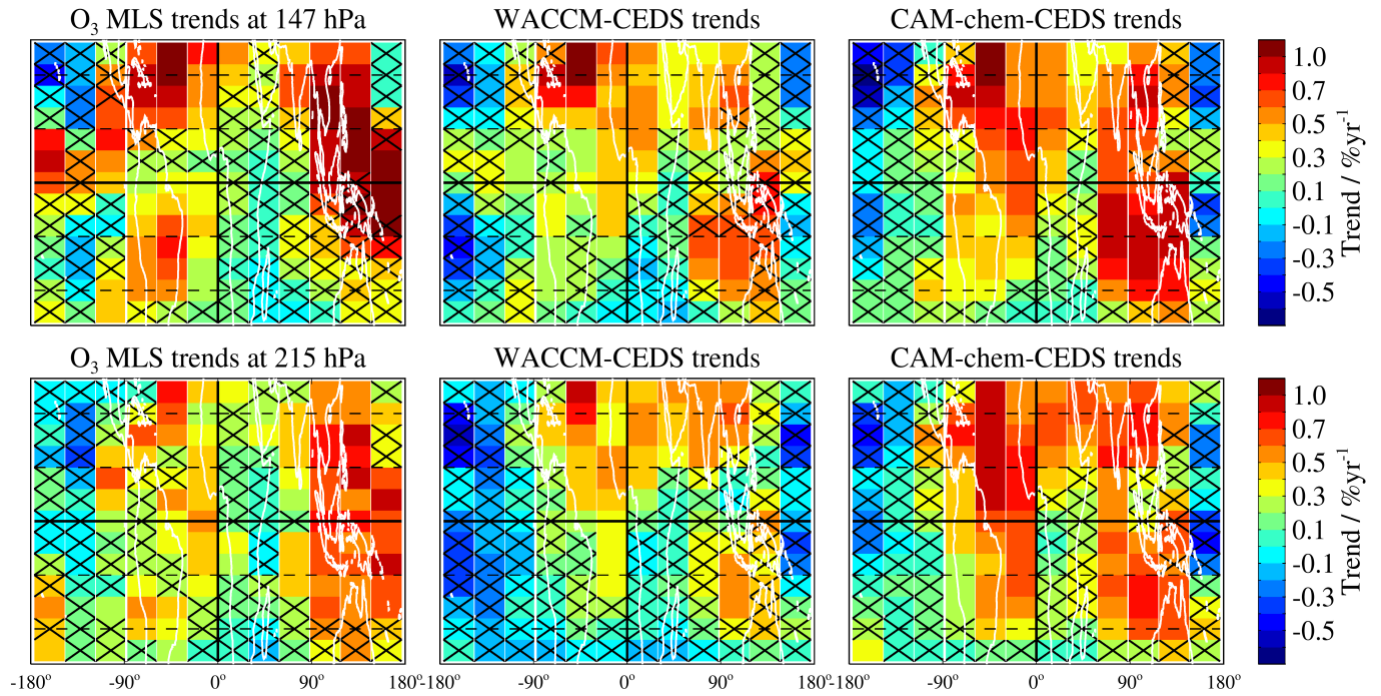 O₃ MLS trends at 147 hPa
WACCM-CEDS trends
CAM-chem-CEDS trends
1.0
0.7
0.5
0.3
0.1
-0.1
-0.3
-0.5
Trend / %yr⁻¹
O₃ MLS trends at 215 hPa
WACCM-CEDS trends
CAM-chem-CEDS trends
1.0
0.7
0.5
0.3
0.1
-0.1
-0.3
-0.5
Trend / %yr⁻¹
-180° -90° 0° 90° 180°
-180° -90° 0° 90° 180°
-180° -90° 0° 90° 180°